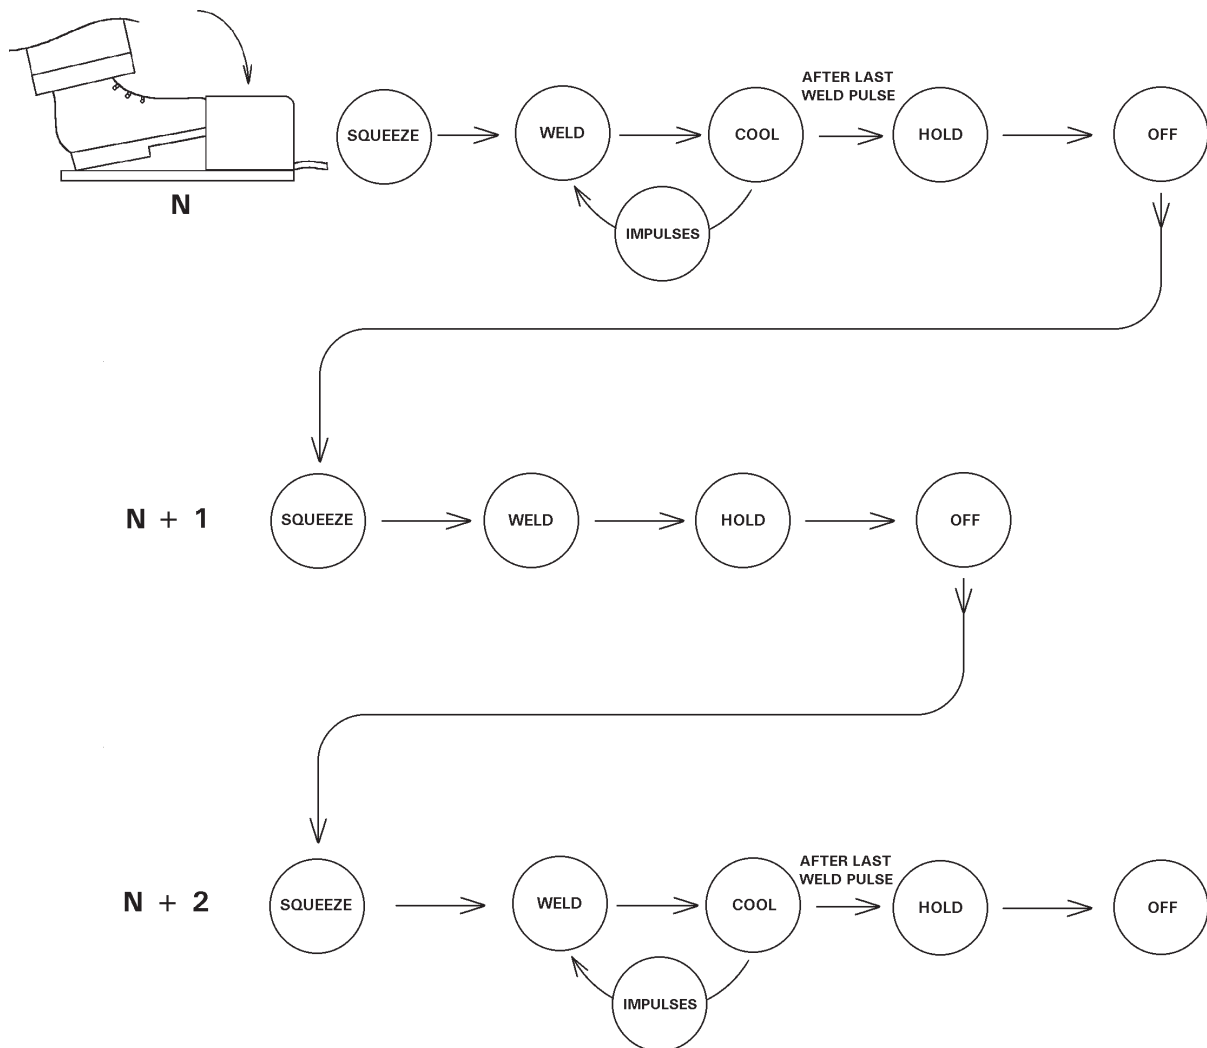 AFTER LAST
WELD PULSE
SQUEEZE
WELD
COOL
HOLD
OFF
IMPULSES
N
N + 1
SQUEEZE
WELD
HOLD
OFF
AFTER LAST
WELD PULSE
N + 2
SQUEEZE
WELD
COOL
HOLD
OFF
IMPULSES